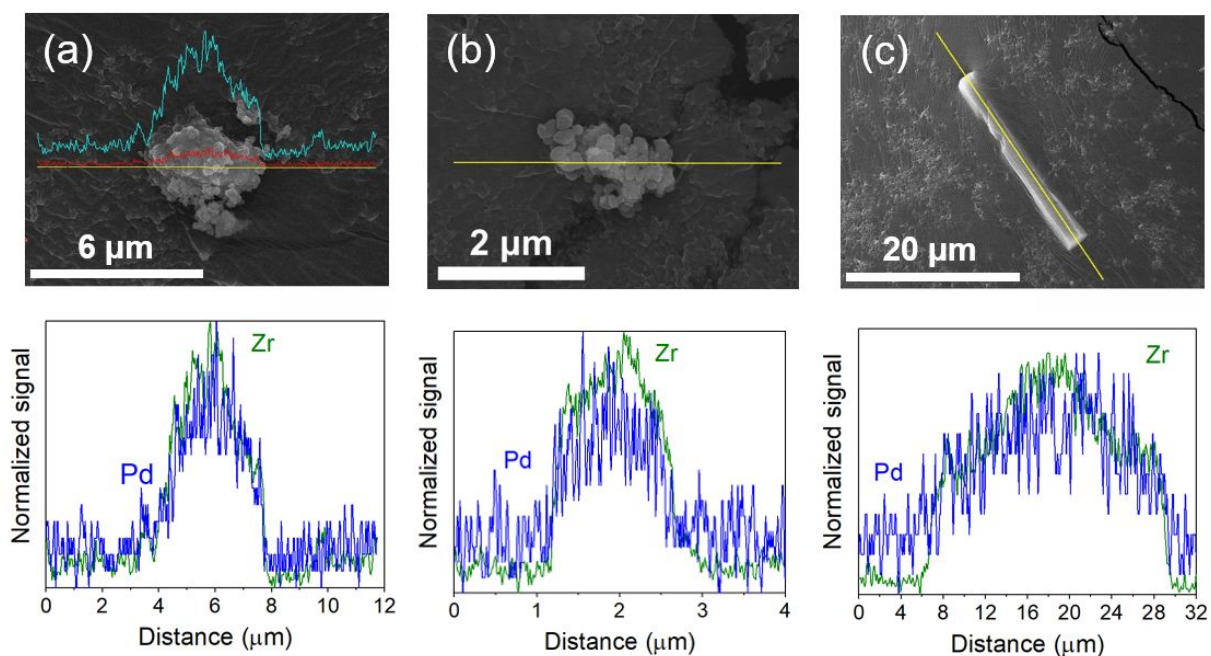 (a)
6 μm
(b)
2 μm
(c)
20 μm
Normalized signal
Zr
Pd
0 2 4 6 8 10 12
Distance (μm)
Normalized signal
Zr
Pd
0 1 2 3 4
Distance (μm)
Normalized signal
Zr
Pd
0 4 8 12 16 20 24 28 32
Distance (μm)